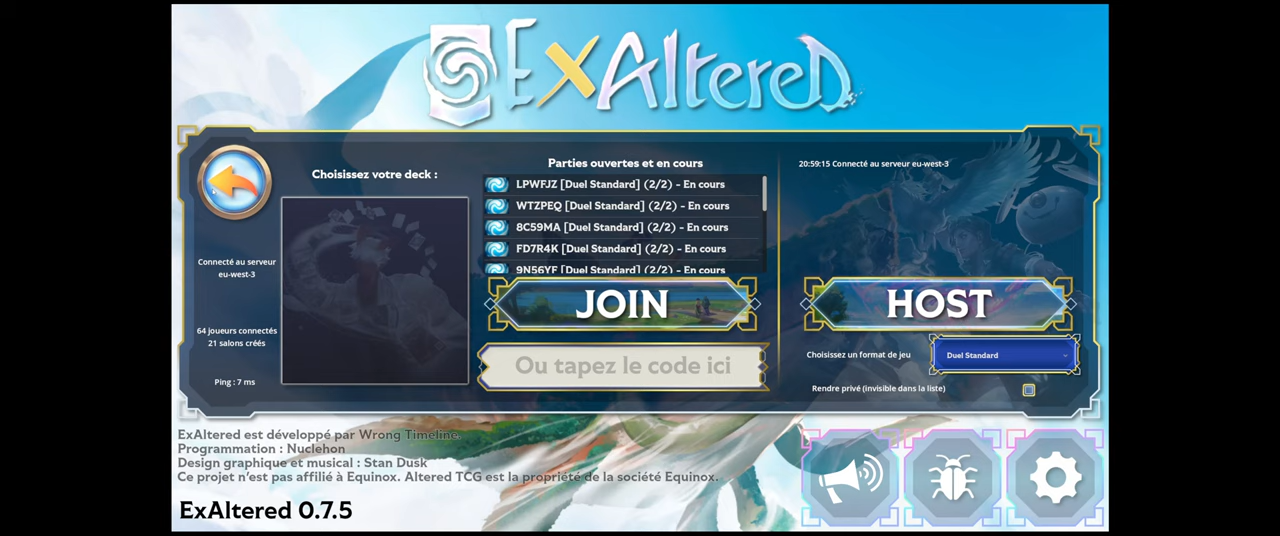 ExAltered
Choisissez votre deck :
Connecté au serveur
eu-west-3
64 joueurs connectés
21 salons créés
Ping : 7 ms
Parties ouvertes et en cours
LPWFJZ [Duel Standard] (2/2) - En cours
WTZPEQ [Duel Standard] (2/2) - En cours
8C59MA [Duel Standard] (2/2) - En cours
FD7R4K [Duel Standard] (2/2) - En cours
9N56YF [Duel Standard] (2/2) - En cours
JOIN
Ou tapez le code ici
20:59:15 Connecté au serveur eu-west-3
HOST
Choisissez un format de jeu
Duel Standard
Rendre privé (invisible dans la liste)
ExAltered est développé par Wrong Timeline.
Programmation : Nuclehon
Design graphique et musical : Stan Dusk
Ce projet n'est pas affilié à Equinox. Altered TCG est la propriété de la société Equinox.
ExAltered 0.7.5